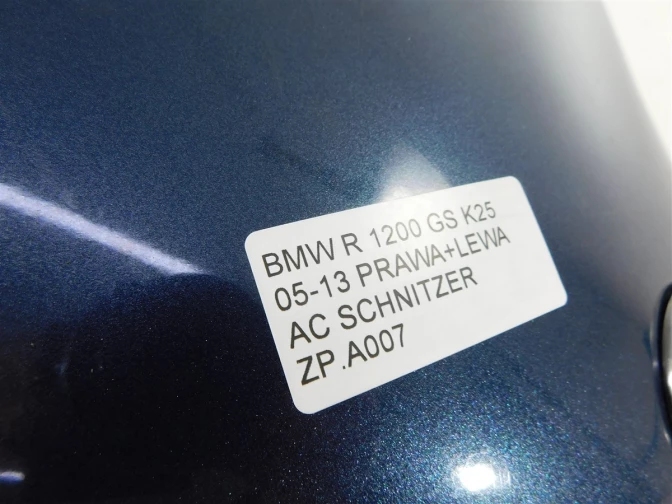 BMW R 1200 GS K25
05-13 PRAWA+LEWA
AC SCHNITZER
ZP.A007